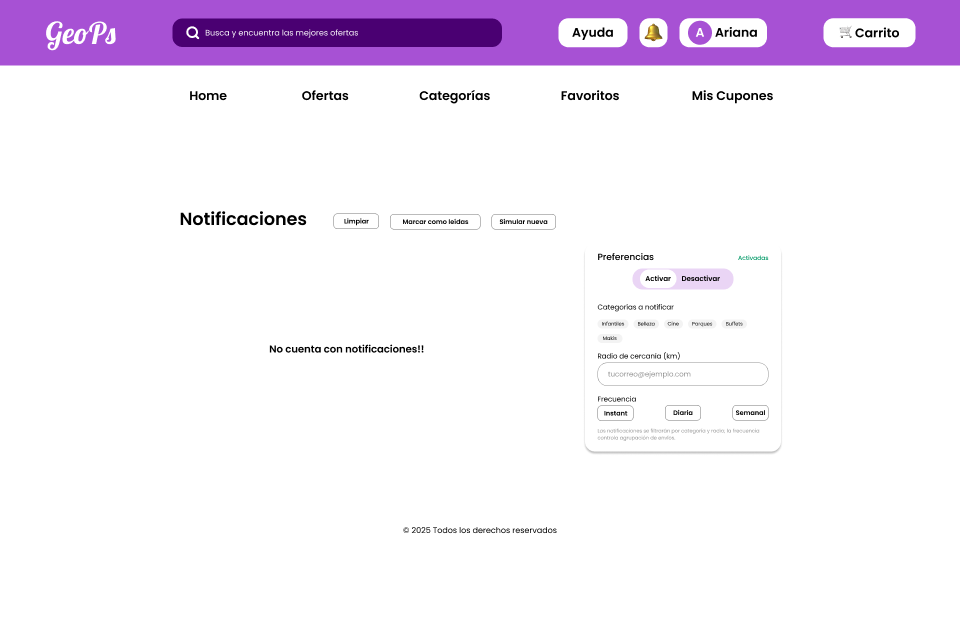 GeoPs
Busca y encuentra las mejores ofertas
Ayuda
A Ariana
Carrito
Home Ofertas Categorías Favoritos Mis Cupones
Notificaciones
Limpiar
Marcar como leídas
Simular nueva
Preferencias
Activadas
Activar Desactivar
Categorías a notificar
Infantiles Belleza Cine Parques Buffets
Makis
No cuenta con notificaciones!!
Radio de cercanía (km)
tucorreo@ejemplo.com
Frecuencia
Instant Diaria Semanal
Las notificaciones se filtrarán por categoría y radio, la frecuencia
controla agrupación de envíos.
© 2025 Todos los derechos reservados